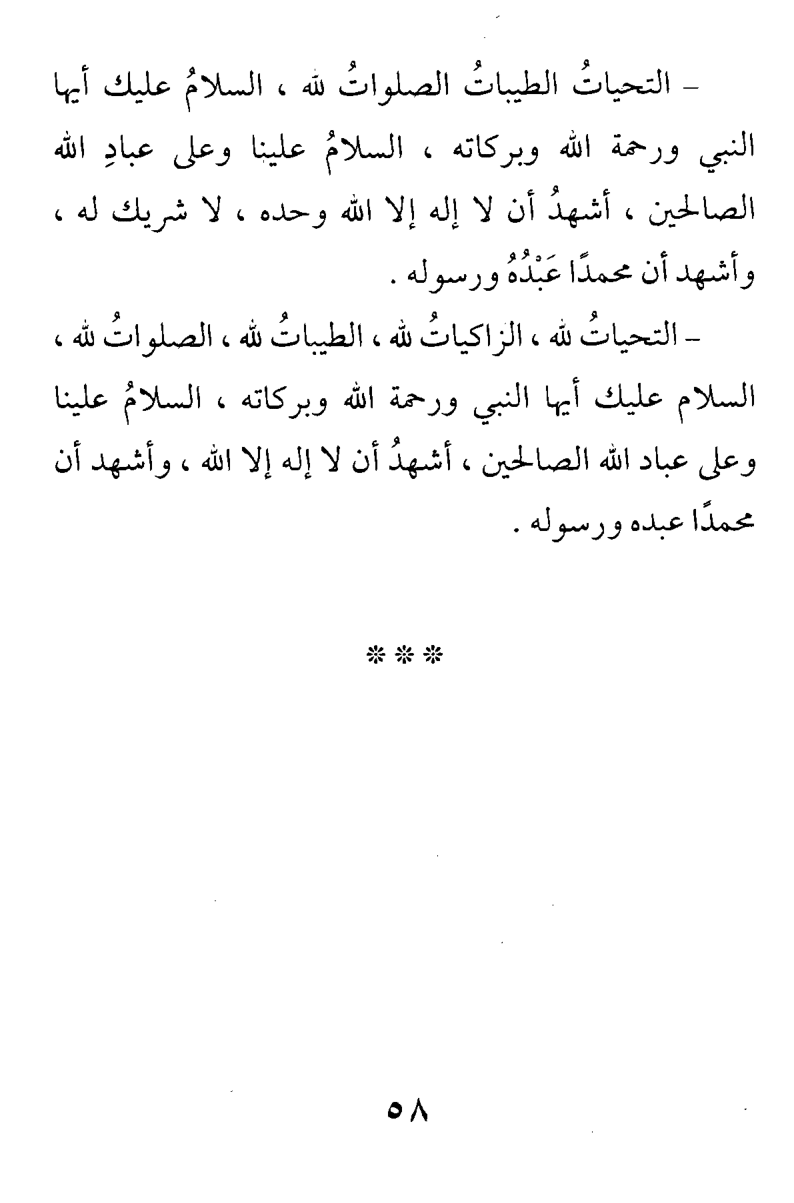 – التحياتُ الطيباتُ الصلواتُ لله ، السلامُ عليك أيها
النبي ورحمة الله وبركاته ، السلامُ علينا وعلى عبادِ الله
الصالحين ، أشهدُ أن لا إله إلا الله وحده ، لا شريك له ،
وأشهد أن محمدًا عَبْدُهُ ورسوله .
– التحياتُ لله ، الزاكياتُ لله ، الطيباتُ لله ، الصلواتُ لله ،
السلام عليك أيها النبي ورحمة الله وبركاته ، السلامُ علينا
وعلى عباد الله الصالحين ، أشهدُ أن لا إله إلا الله ، وأشهد أن
محمدًا عبده ورسوله .
❊ ❊ ❊
٥٨